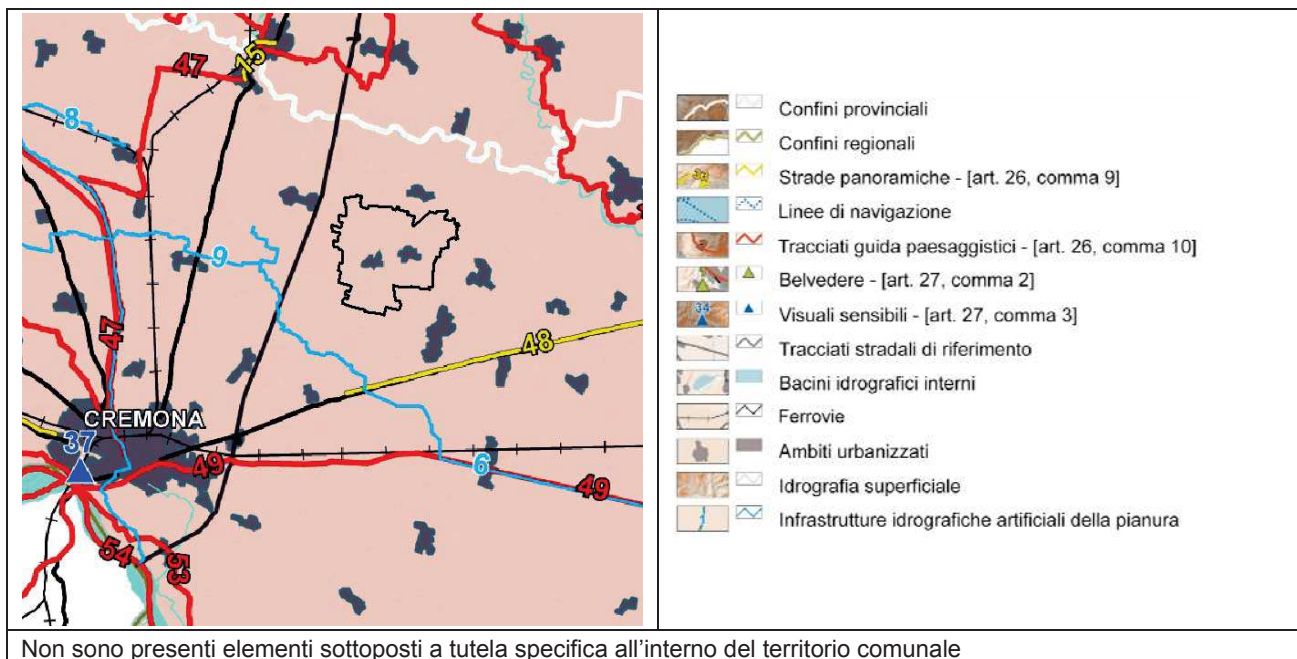 47
15
8
9
47
48
CREMONA
37
49
6
49
54
53
Confini provinciali
Confini regionali
Strade panoramiche - [art. 26, comma 9]
Linee di navigazione
Tracciati guida paesaggistici - [art. 26, comma 10]
Belvedere - [art. 27, comma 2]
34
Visuali sensibili - [art. 27, comma 3]
Tracciati stradali di riferimento
Bacini idrografici interni
Ferrovie
Ambiti urbanizzati
Idrografia superficiale
Infrastrutture idrografiche artificiali della pianura
Non sono presenti elementi sottoposti a tutela specifica all'interno del territorio comunale